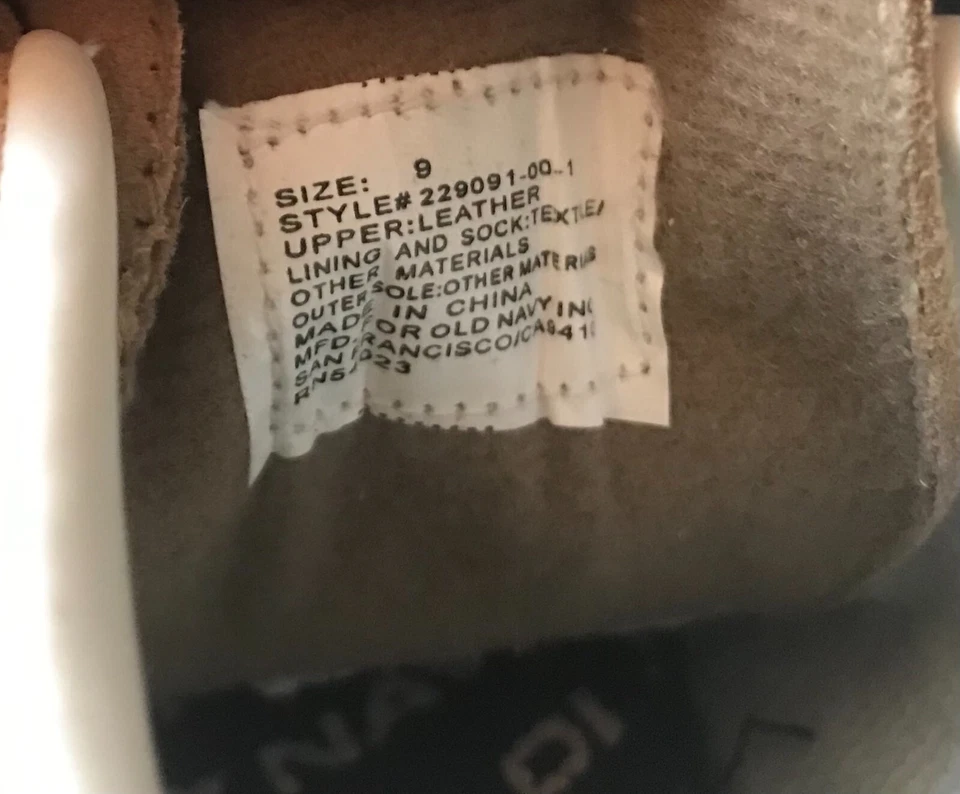 SIZE: 9
STYLE# 229091-00-1
UPPER:LEATHER
LINING AND SOCK:TEXTILE/
OTHER MATERIALS
OUTER SOLE:OTHER MATERIALS
MADE IN CHINA
MFD. FOR OLD NAVY INC
SAN FRANCISCO/CA941